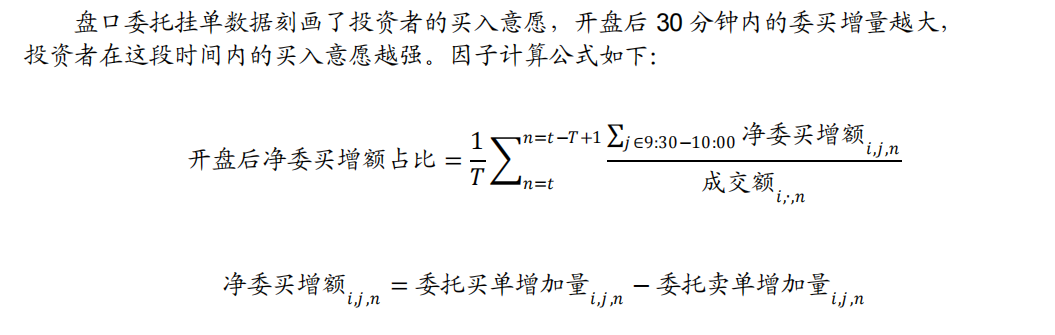 盘口委托挂单数据刻画了投资者的买入意愿，开盘后 30 分钟内的委买增量越大，
投资者在这段时间内的买入意愿越强。因子计算公式如下：
开盘后净委买增额占比 = \frac{1}{T} \sum_{n=t}^{n=t-T+1} \frac{\sum_{j∈9:30-10:00} 净委买增额_{i,j,n}}{成交额_{i,·,n}}
净委买增额_{i,j,n} = 委托买单增加量_{i,j,n} − 委托卖单增加量_{i,j,n}